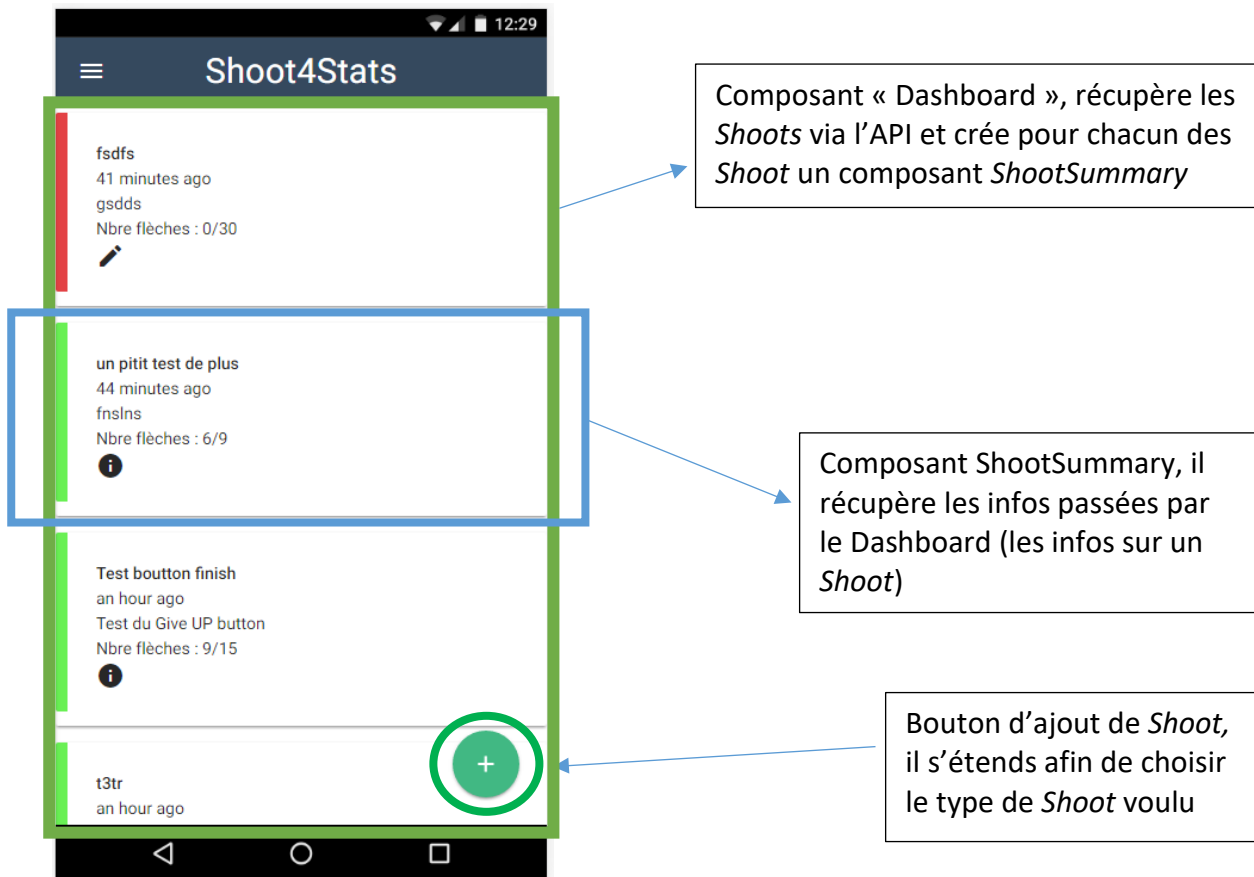 12:29
Shoot4Stats
fsdfs
41 minutes ago
gsdds
Nbre flèches : 0/30
un pitit test de plus
44 minutes ago
fnslns
Nbre flèches : 6/9
Test boutton finish
an hour ago
Test du Give UP button
Nbre flèches : 9/15
t3tr
an hour ago
Composant « Dashboard », récupère les
Shoots via l'API et crée pour chacun des
Shoot un composant ShootSummary
Composant ShootSummary, il
récupère les infos passées par
le Dashboard (les infos sur un
Shoot)
Bouton d'ajout de Shoot,
il s'étends afin de choisir
le type de Shoot voulu